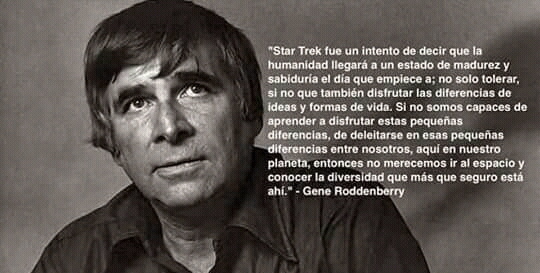 "Star Trek fue un intento de decir que la
humanidad llegará a un estado de madurez y
sabiduría el día que empiece a; no solo tolerar,
si no que también disfrutar las diferencias de
ideas y formas de vida. Si no somos capaces de
aprender a disfrutar estas pequeñas
diferencias, de deleitarse en esas pequeñas
diferencias entre nosotros, aquí en nuestro
planeta, entonces no merecemos ir al espacio y
conocer la diversidad que más que seguro está
ahí." - Gene Roddenberry